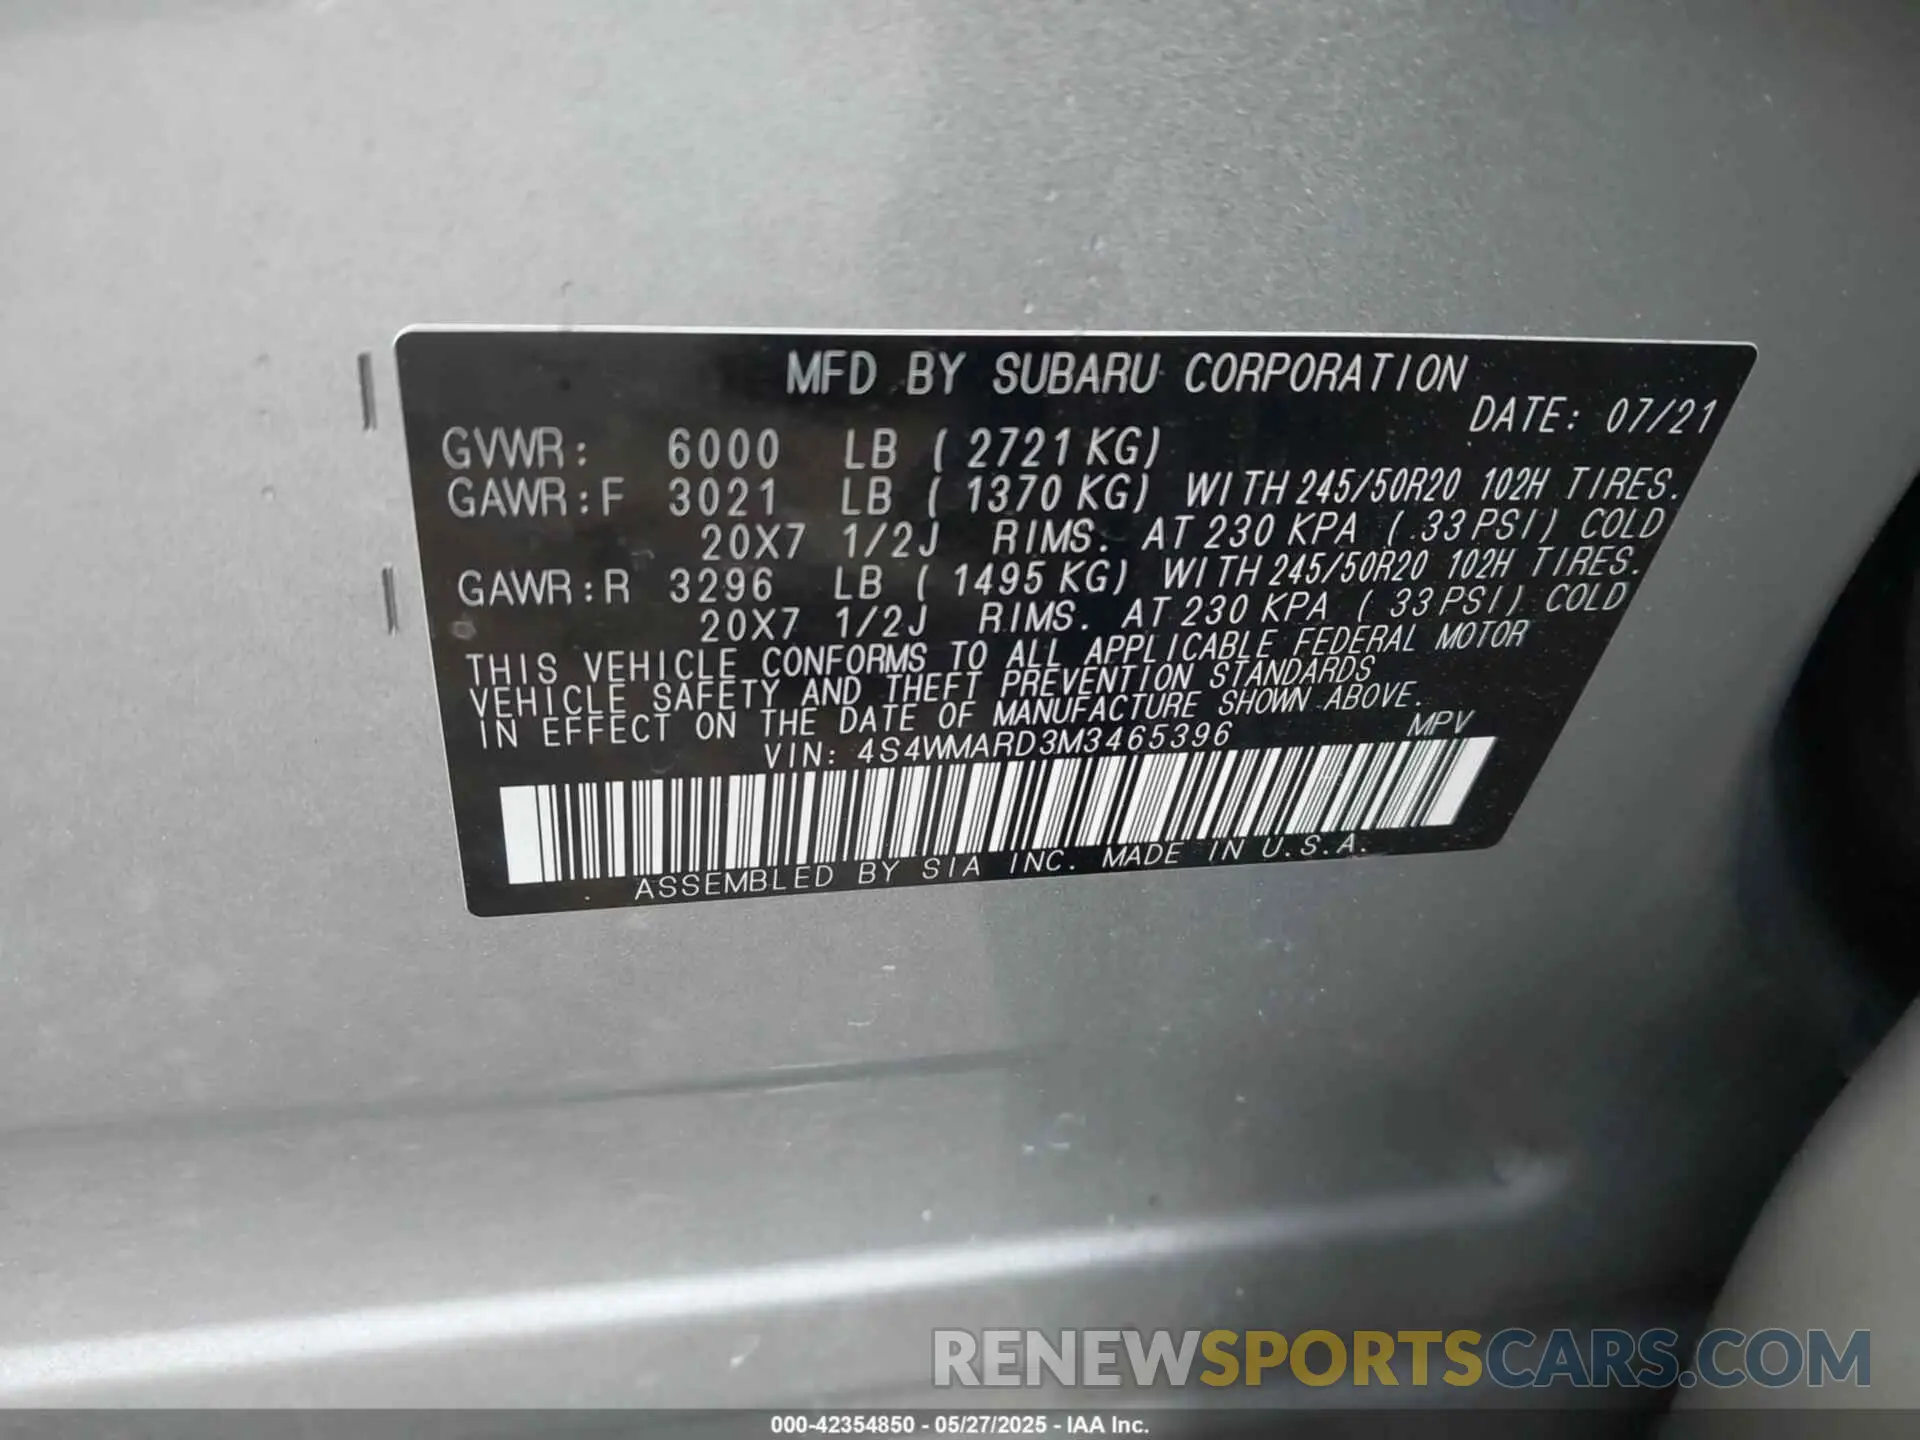 MFD BY SUBARU CORPORATION
DATE: 07/21
GVWR: 6000 LB ( 2721 KG)
GAWR:F 3021 LB ( 1370 KG) WITH 245/50R20 102H TIRES.
20X7 1/2J RIMS. AT 230 KPA ( 33 PSI) COLD
GAWR:R 3296 LB ( 1495 KG) WITH 245/50R20 102H TIRES.
20X7 1/2J RIMS. AT 230 KPA ( 33 PSI) COLD
THIS VEHICLE CONFORMS TO ALL APPLICABLE FEDERAL MOTOR
VEHICLE SAFETY AND THEFT PREVENTION STANDARDS
IN EFFECT ON THE DATE OF MANUFACTURE SHOWN ABOVE.
VIN: 4S4WMARD3M3465396 MPV
ASSEMBLED BY SIA INC. MADE IN U.S.A.
RENEWSPORTSCARS.COM
000-42354850 - 05/27/2025 - IAA Inc.